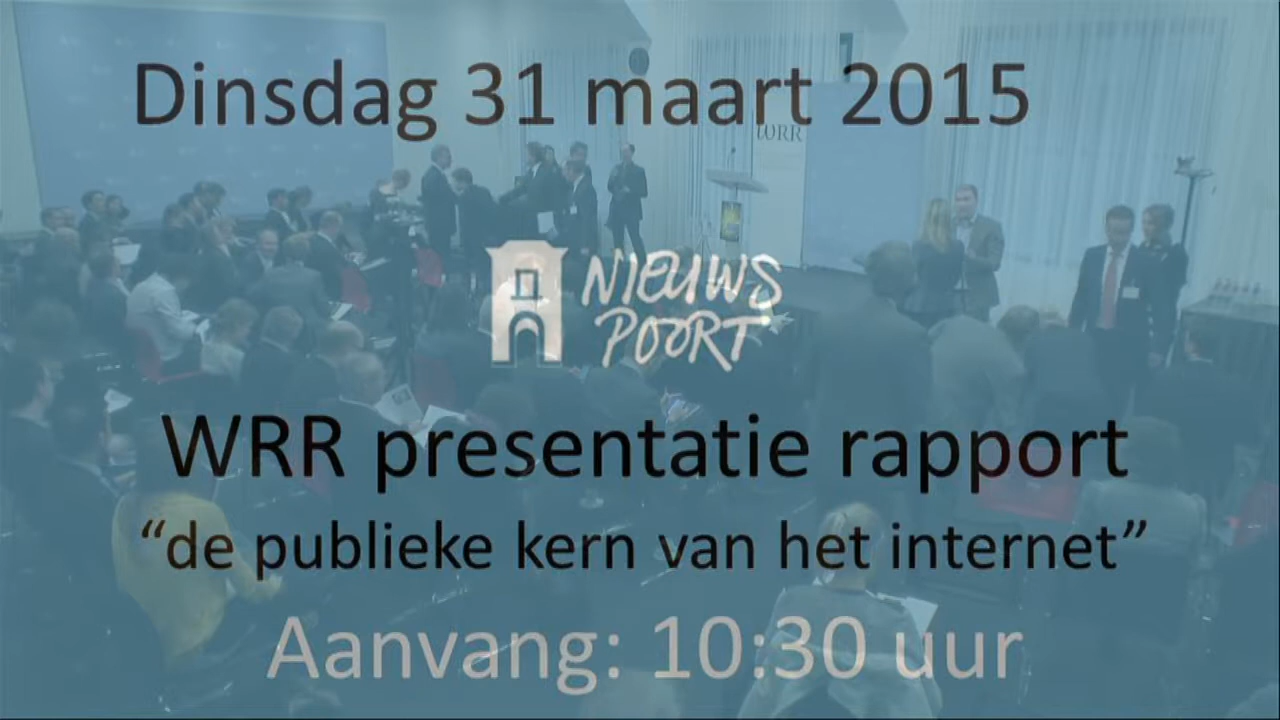 Dinsdag 31 maart 2015
WRR
NIEUWS
POORT
WRR presentatie rapport
“de publieke kern van het internet”
Aanvang: 10:30 uur